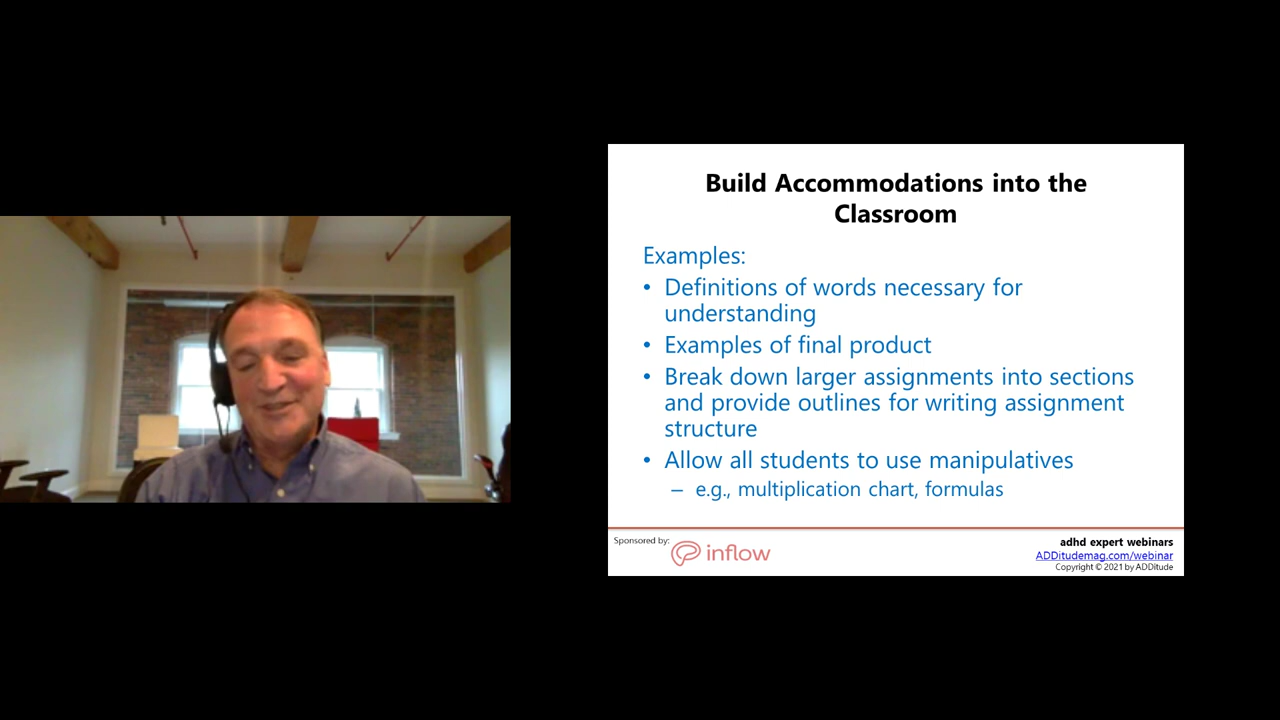 Build Accommodations into the
Classroom
Examples:
• Definitions of words necessary for
understanding
• Examples of final product
• Break down larger assignments into sections
and provide outlines for writing assignment
structure
• Allow all students to use manipulatives
– e.g., multiplication chart, formulas
Sponsored by:
inflow
adhd expert webinars
ADDitudemag.com/webinar
Copyright © 2021 by ADDitude